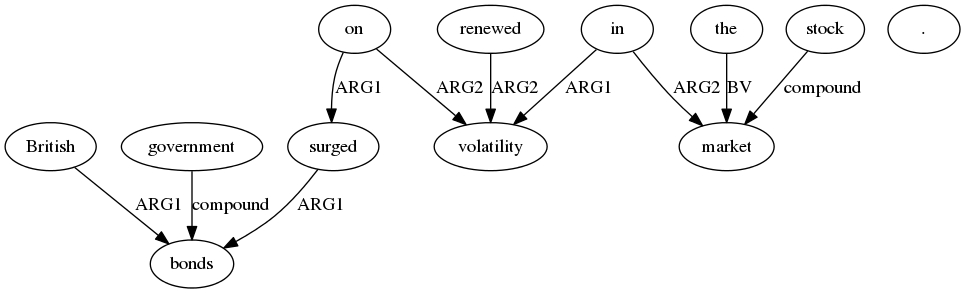 on renewed in the stock .
ARG1 ARG2 ARG2 ARG1 ARG2 BV compound
British government surged volatility market
ARG1 compound ARG1
bonds